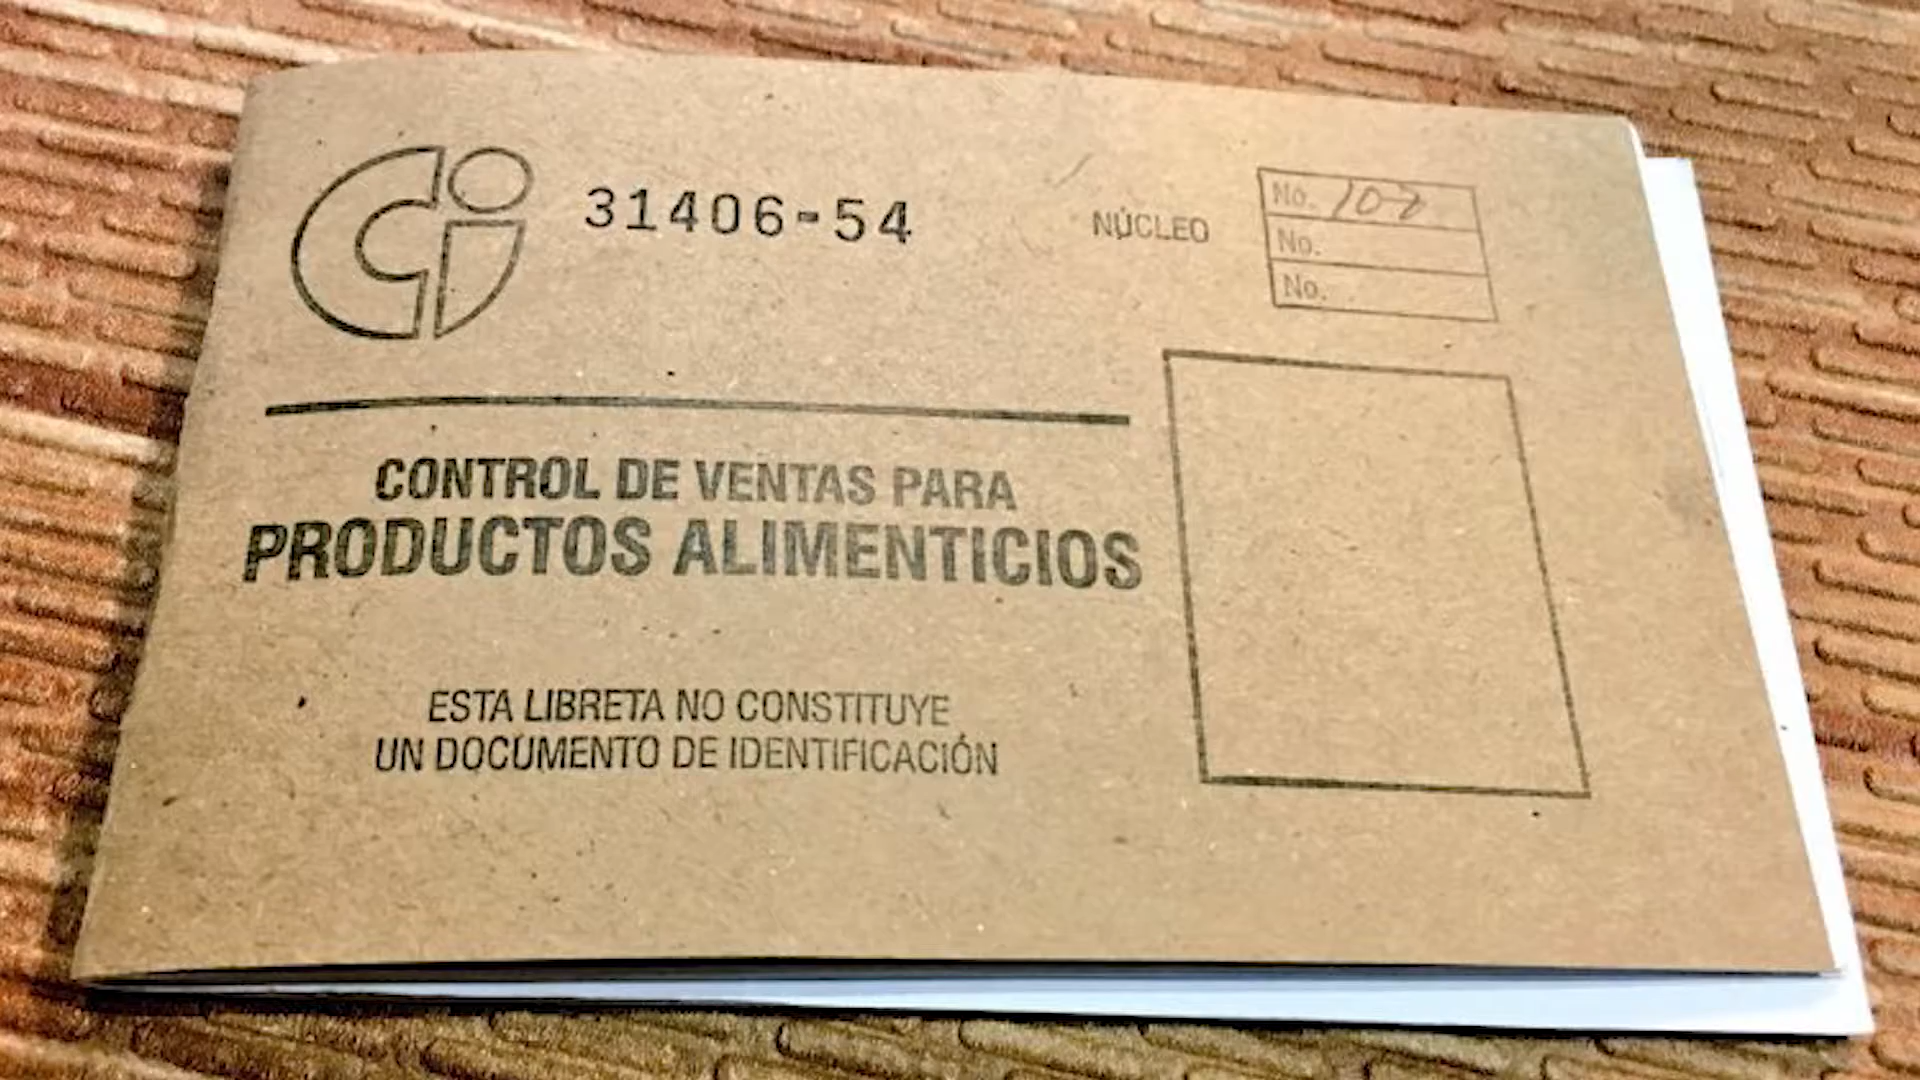 Ci
31406-54
NÚCLEO
No. 107
No.
No.
CONTROL DE VENTAS PARA
PRODUCTOS ALIMENTICIOS
ESTA LIBRETA NO CONSTITUYE
UN DOCUMENTO DE IDENTIFICACIÓN